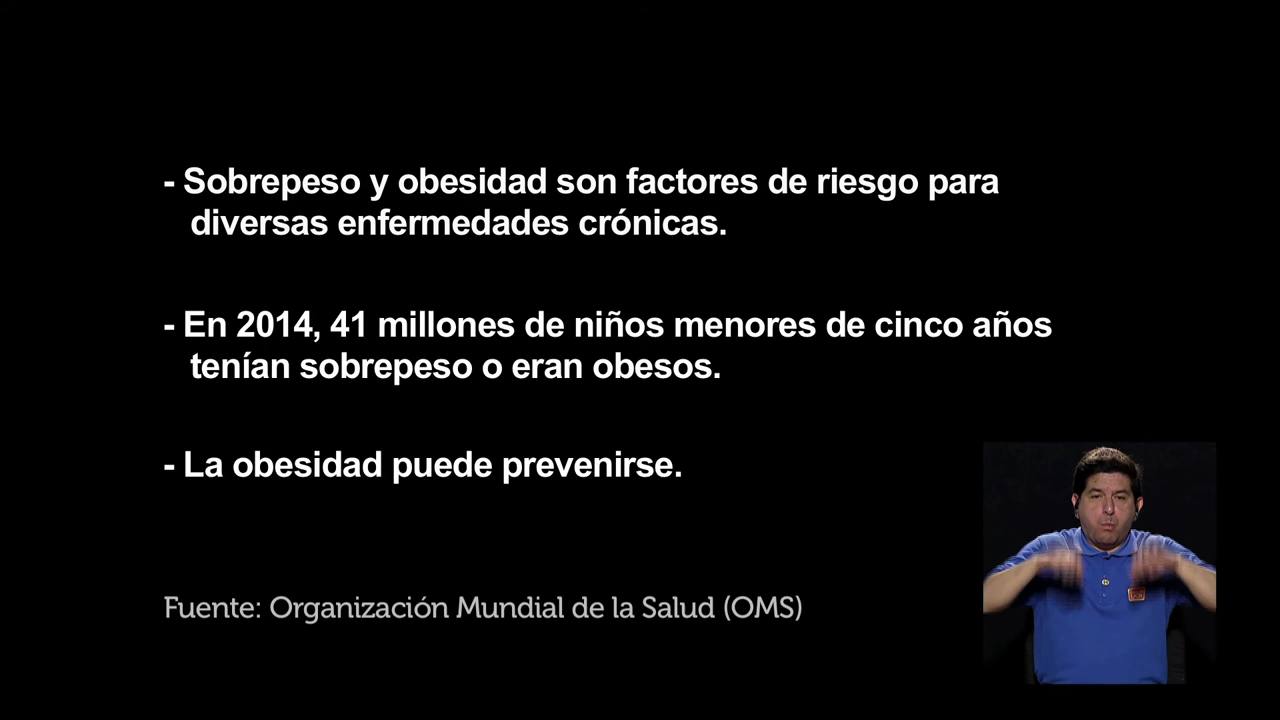 - Sobrepeso y obesidad son factores de riesgo para
diversas enfermedades crónicas.
- En 2014, 41 millones de niños menores de cinco años
tenían sobrepeso o eran obesos.
- La obesidad puede prevenirse.
Fuente: Organización Mundial de la Salud (OMS)